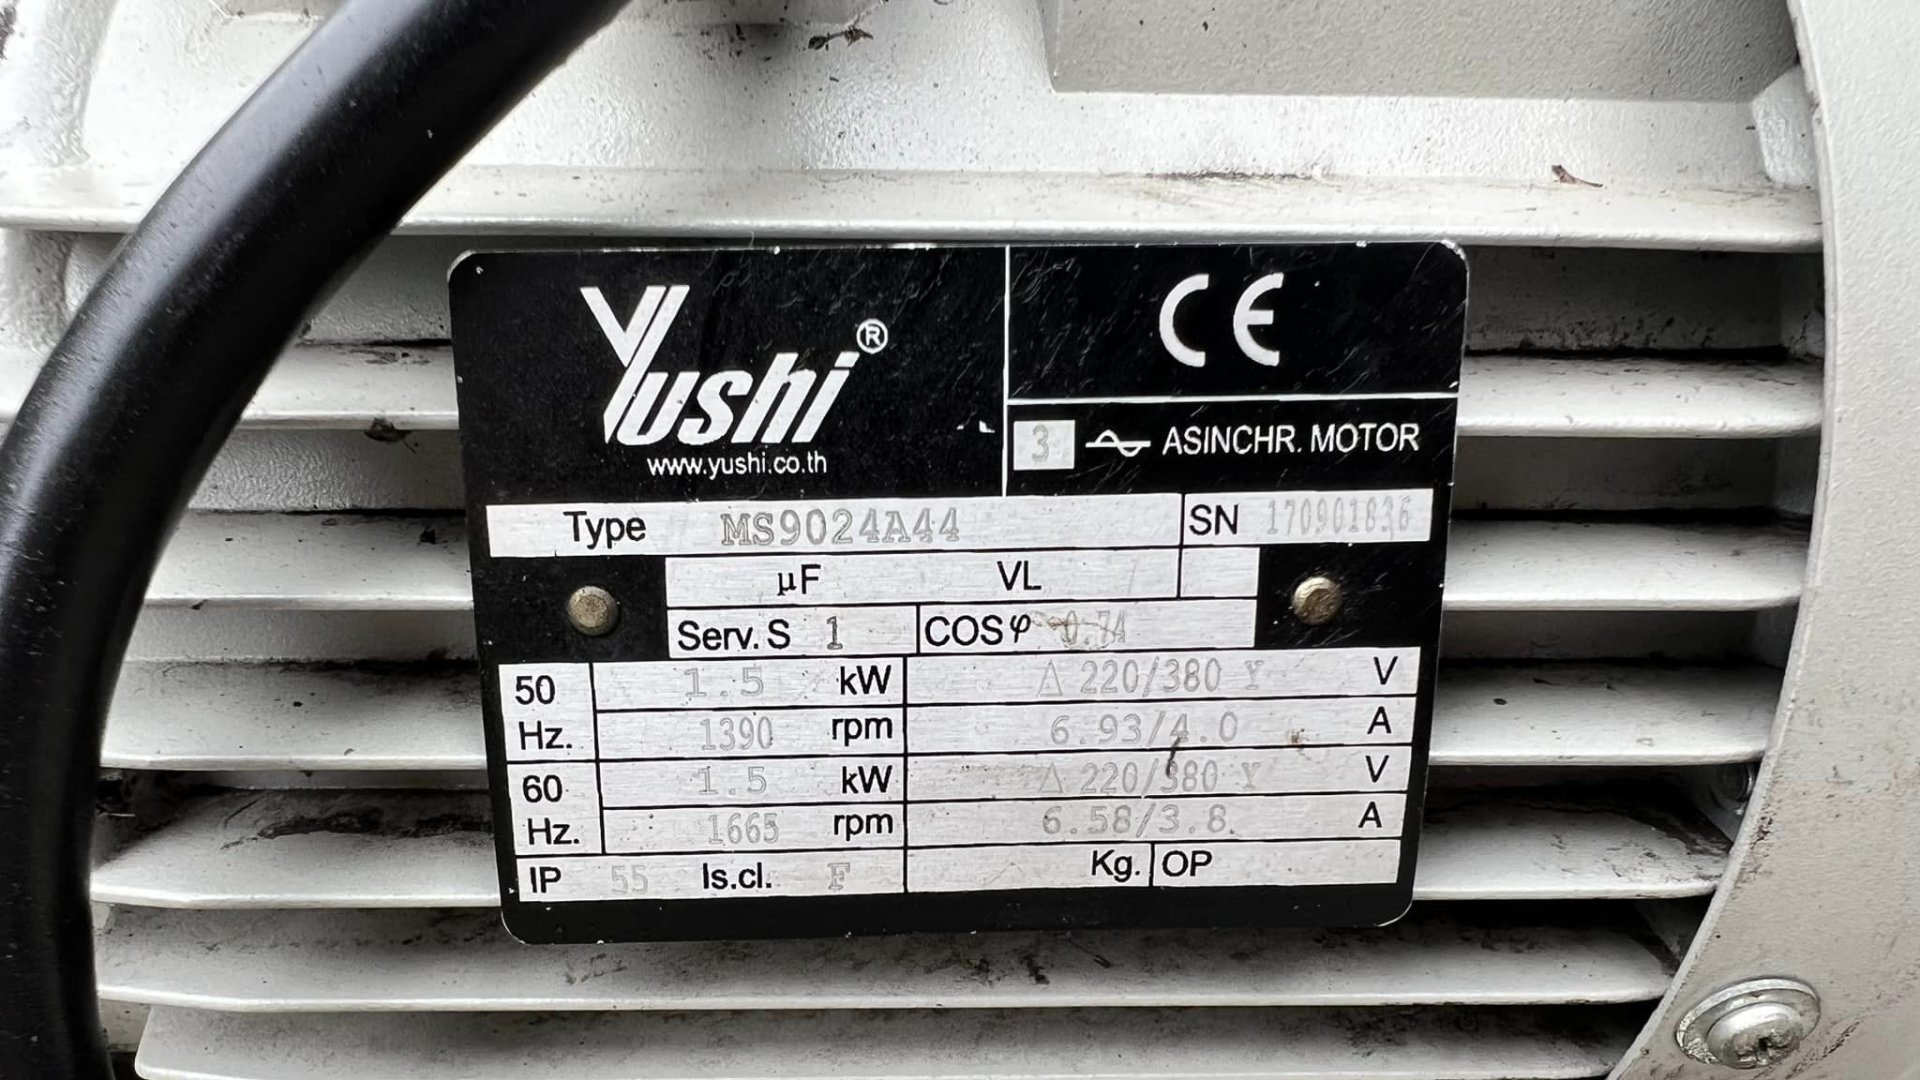 Yushi®
www.yushi.co.th
CE
3 ASINCHR. MOTOR
Type MS9024A44 SN 170901836
µF VL
Serv. S 1 COSφ 0.74
50 Hz. 1.5 kW Δ 220/380 Y V
1390 rpm 6.93/4.0 A
60 Hz. 1.5 kW Δ 220/380 Y V
1665 rpm 6.58/3.8 A
IP 55 Is.cl. F Kg. OP